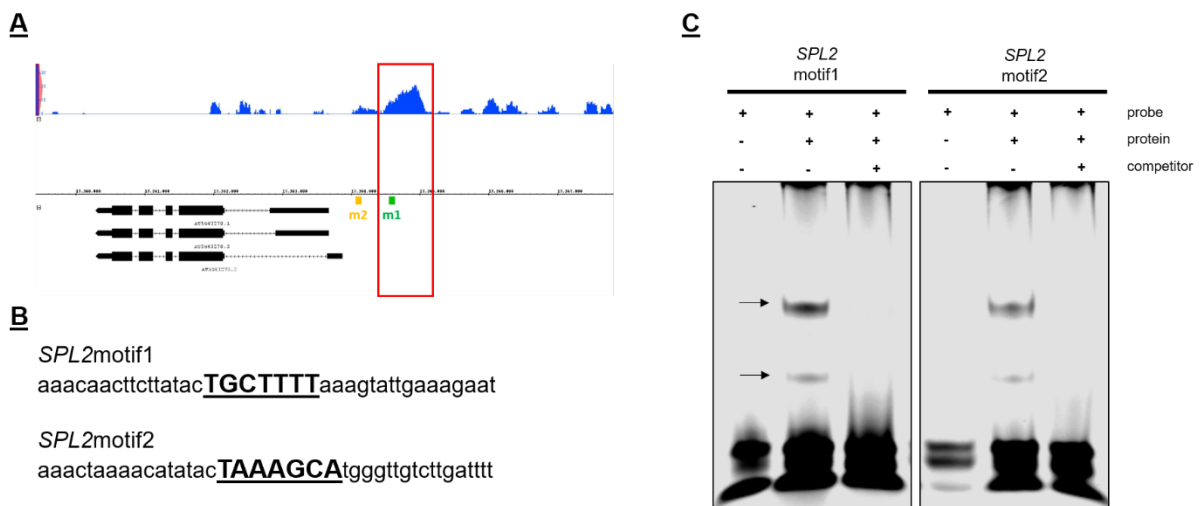 A
m2
m1
B
SPL2motif1
aaacaacttcttatacTGCTTTTaaagtattgaaagaat
SPL2motif2
aaactaaaacatatacTAAAGCAtgggttgtcttgatttt
C
SPL2
motif1
SPL2
motif2
+ + + + + + probe
- + + - + + protein
- - + - - + competitor